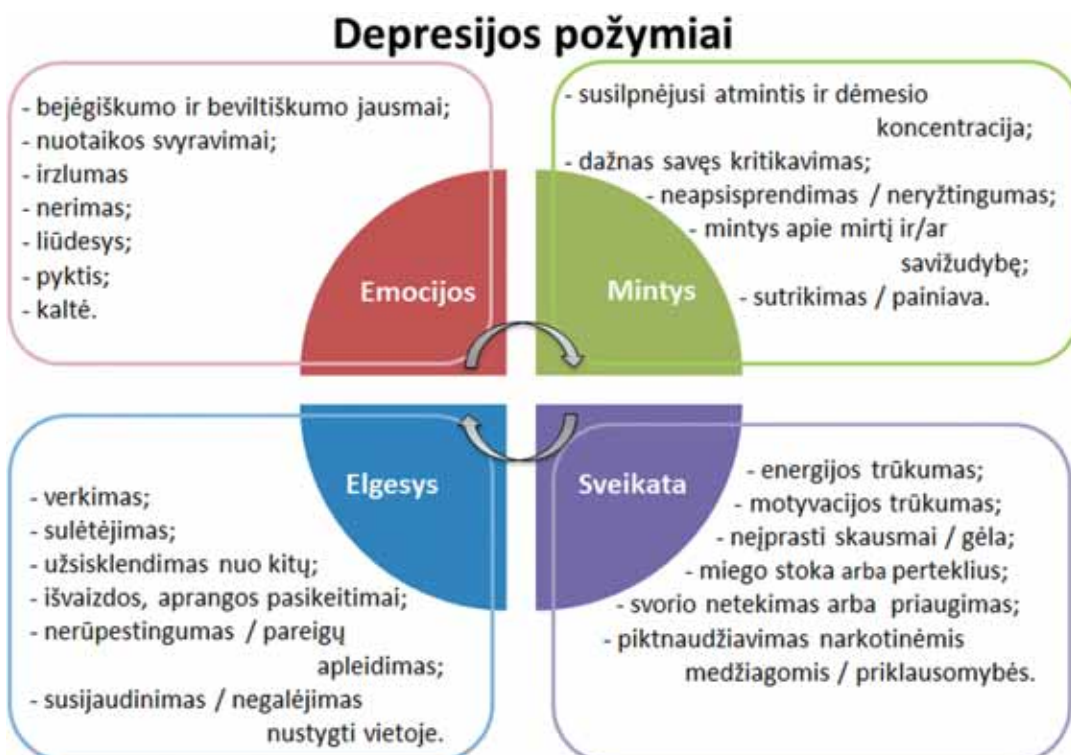 Depresijos požymiai
- bejėgiškumo ir beviltiškumo jausmai;
- nuotaikos svyravimai;
- irzlumas
- nerimas;
- liūdesys;
- pyktis;
- kaltė.
Emocijos
- susilpnėjusi atmintis ir dėmesio
koncentracija;
- dažnas savęs kritikavimas;
- neapsisprendimas / neryžtingumas;
- mintys apie mirtį ir/ar
savižudybę;
- sutrikimas / painiava.
Mintys
Elgesys
- verkimas;
- sulėtėjimas;
- užsisklendimas nuo kitų;
- išvaizdos, aprangos pasikeitimai;
- nerūpestingumas / pareigų
apleidimas;
- susijaudinimas / negalėjimas
nustygti vietoje.
Sveikata
- energijos trūkumas;
- motyvacijos trūkumas;
- neįprasti skausmai / gėla;
- miego stoka arba perteklius;
- svorio netekimas arba priaugimas;
- piktnaudžiavimas narkotinėmis
medžiagomis / priklausomybės.